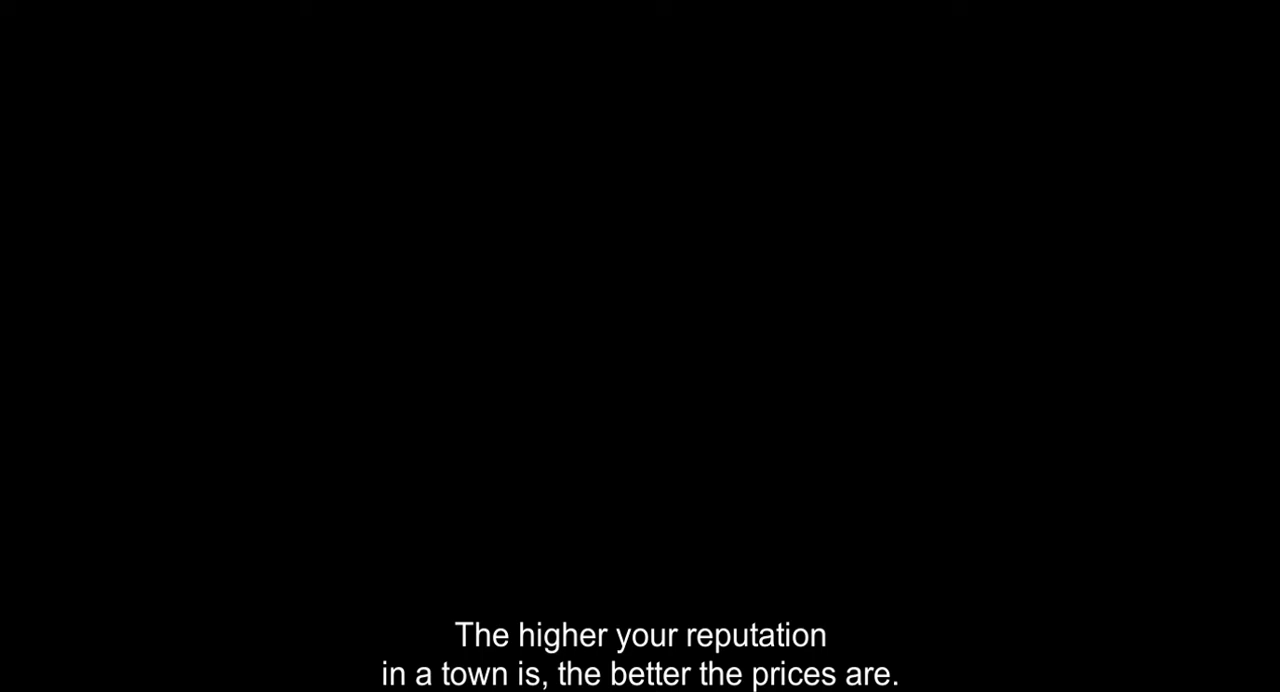 The higher your reputation
in a town is, the better the prices are.